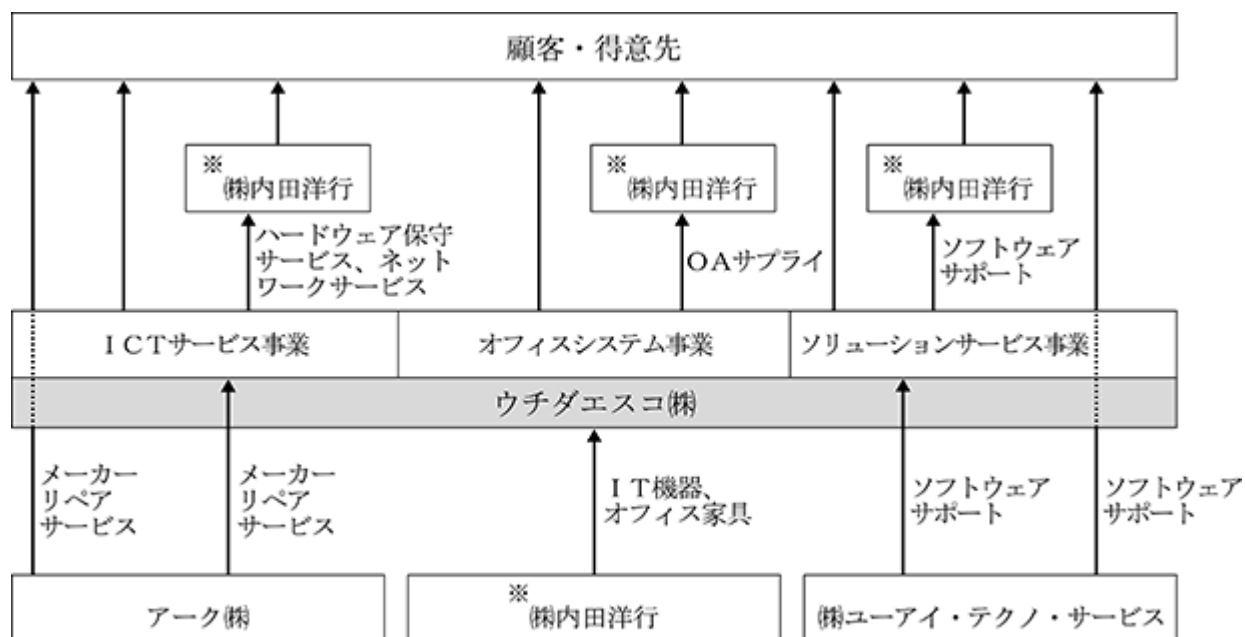 顧客・得意先
※
㈱内田洋行
※
㈱内田洋行
※
㈱内田洋行
ハードウェア保守
サービス、ネット
ワークサービス
OAサプライ
ソフトウェア
サポート
ICTサービス事業
オフィスシステム事業
ソリューションサービス事業
ウチダエスコ㈱
メーカー
リペア
サービス
メーカー
リペア
サービス
IT機器、
オフィス家具
ソフトウェア
サポート
ソフトウェア
サポート
アーク㈱
※
㈱内田洋行
㈱ユーアイ・テクノ・サービス